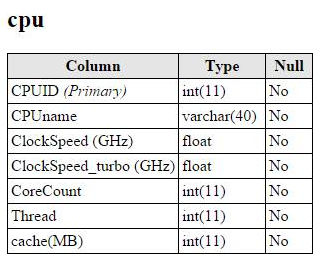 cpu
Column Type Null
CPUID (Primary) int(11) No
CPUname varchar(40) No
ClockSpeed (GHz) float No
ClockSpeed_turbo (GHz) float No
CoreCount int(11) No
Thread int(11) No
cache(MB) int(11) No